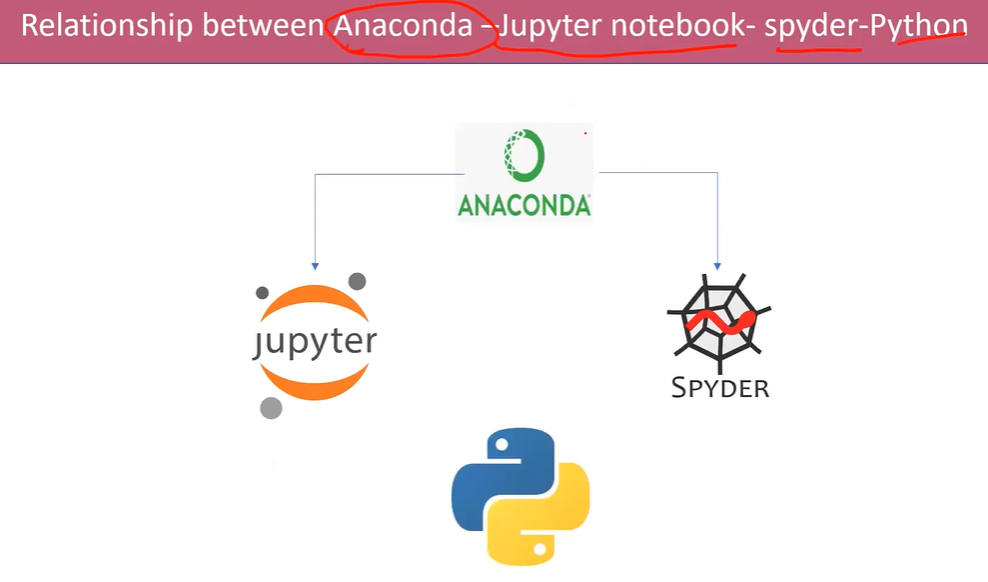 Relationship between Anaconda –Jupyter notebook- spyder-Python
ANACONDA
jupyter
SPYDER